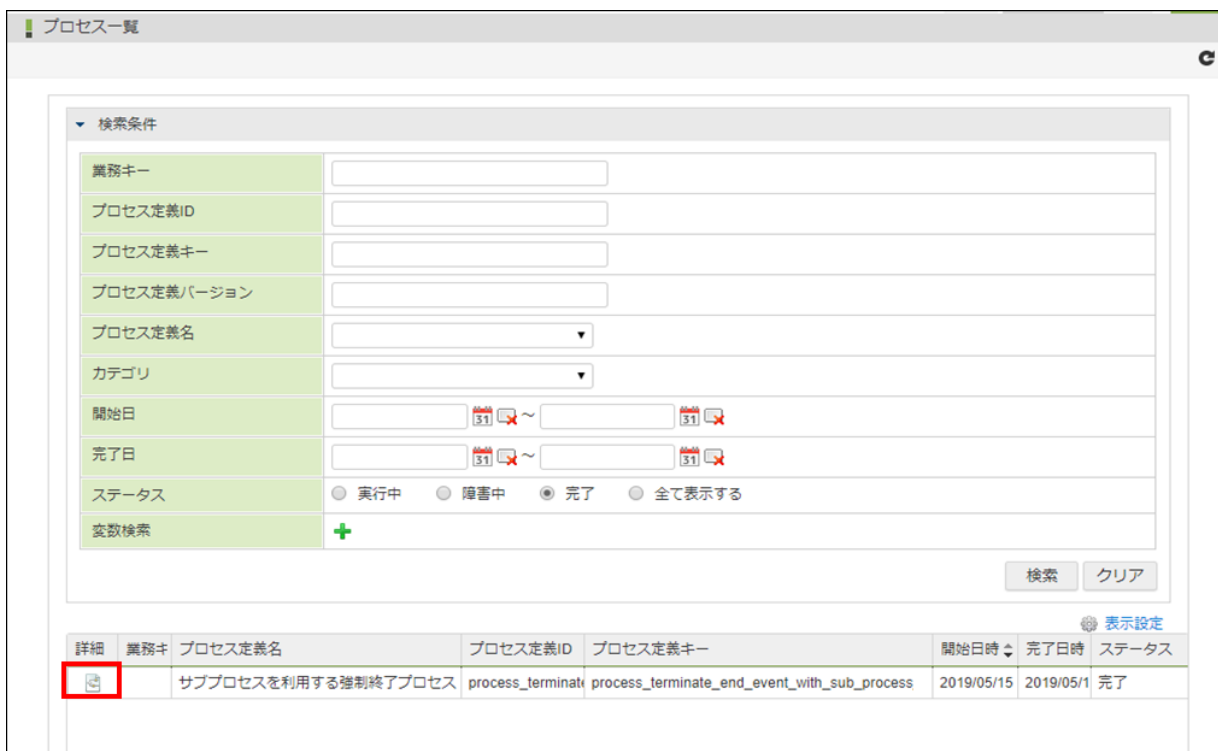 プロセス一覧
検索条件
業務キー
プロセス定義ID
プロセス定義キー
プロセス定義バージョン
プロセス定義名
カテゴリ
開始日 31 ~ 31
完了日 31 ~ 31
ステータス 実行中 障害中 完了 全て表示する
変数検索
検索 クリア
表示設定
詳細 業務キ プロセス定義名 プロセス定義ID プロセス定義キー 開始日時 完了日時 ステータス
サブプロセスを利用する強制終了プロセス process_terminate process_terminate_end_event_with_sub_process 2019/05/15 2019/05/1 完了